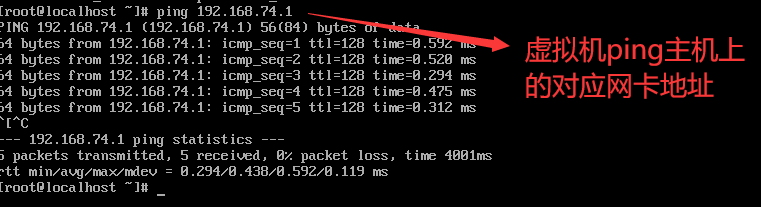 [root@localhost ~]# ping 192.168.74.1
PING 192.168.74.1 (192.168.74.1) 56(84) bytes of data.
64 bytes from 192.168.74.1: icmp_seq=1 ttl=128 time=0.592 ms
64 bytes from 192.168.74.1: icmp_seq=2 ttl=128 time=0.520 ms
64 bytes from 192.168.74.1: icmp_seq=3 ttl=128 time=0.294 ms
64 bytes from 192.168.74.1: icmp_seq=4 ttl=128 time=0.475 ms
64 bytes from 192.168.74.1: icmp_seq=5 ttl=128 time=0.312 ms
^[^C
--- 192.168.74.1 ping statistics ---
5 packets transmitted, 5 received, 0% packet loss, time 4001ms
rtt min/avg/max/mdev = 0.294/0.438/0.592/0.119 ms
[root@localhost ~]# _
虚拟机ping主机上
的对应网卡地址